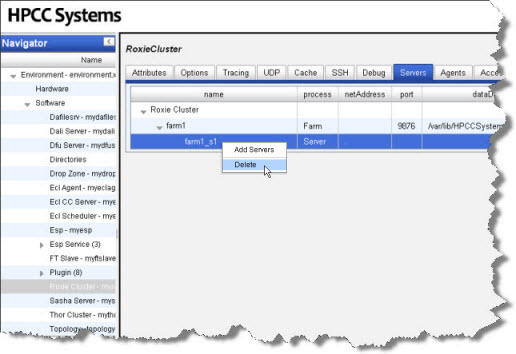 HPCC Systems
Navigator
Name
Environment - environment.x
Hardware
Software
Dafilesrv - mydafiles
Dali Server - mydali
Dfu Server - mydfus
Directories
Drop Zone - mydrop
Ecl Agent - myeclag
Ecl CC Server - mye
Ecl Scheduler - mye
Esp - myesp
Esp Service (3)
FT Slave - myftslave
Plugin (8)
Roxie Cluster -
Sasha Server - mys
Thor Cluster - mytho
Topology - topology
RoxieCluster
Attributes Options Tracing UDP Cache SSH Debug Servers Agents Acce
name process netAddress port dataD
Roxie Cluster
farm1 Farm 9876 /var/lib/HPCCSystem
farm1_s1 Server .
Add Servers
Delete